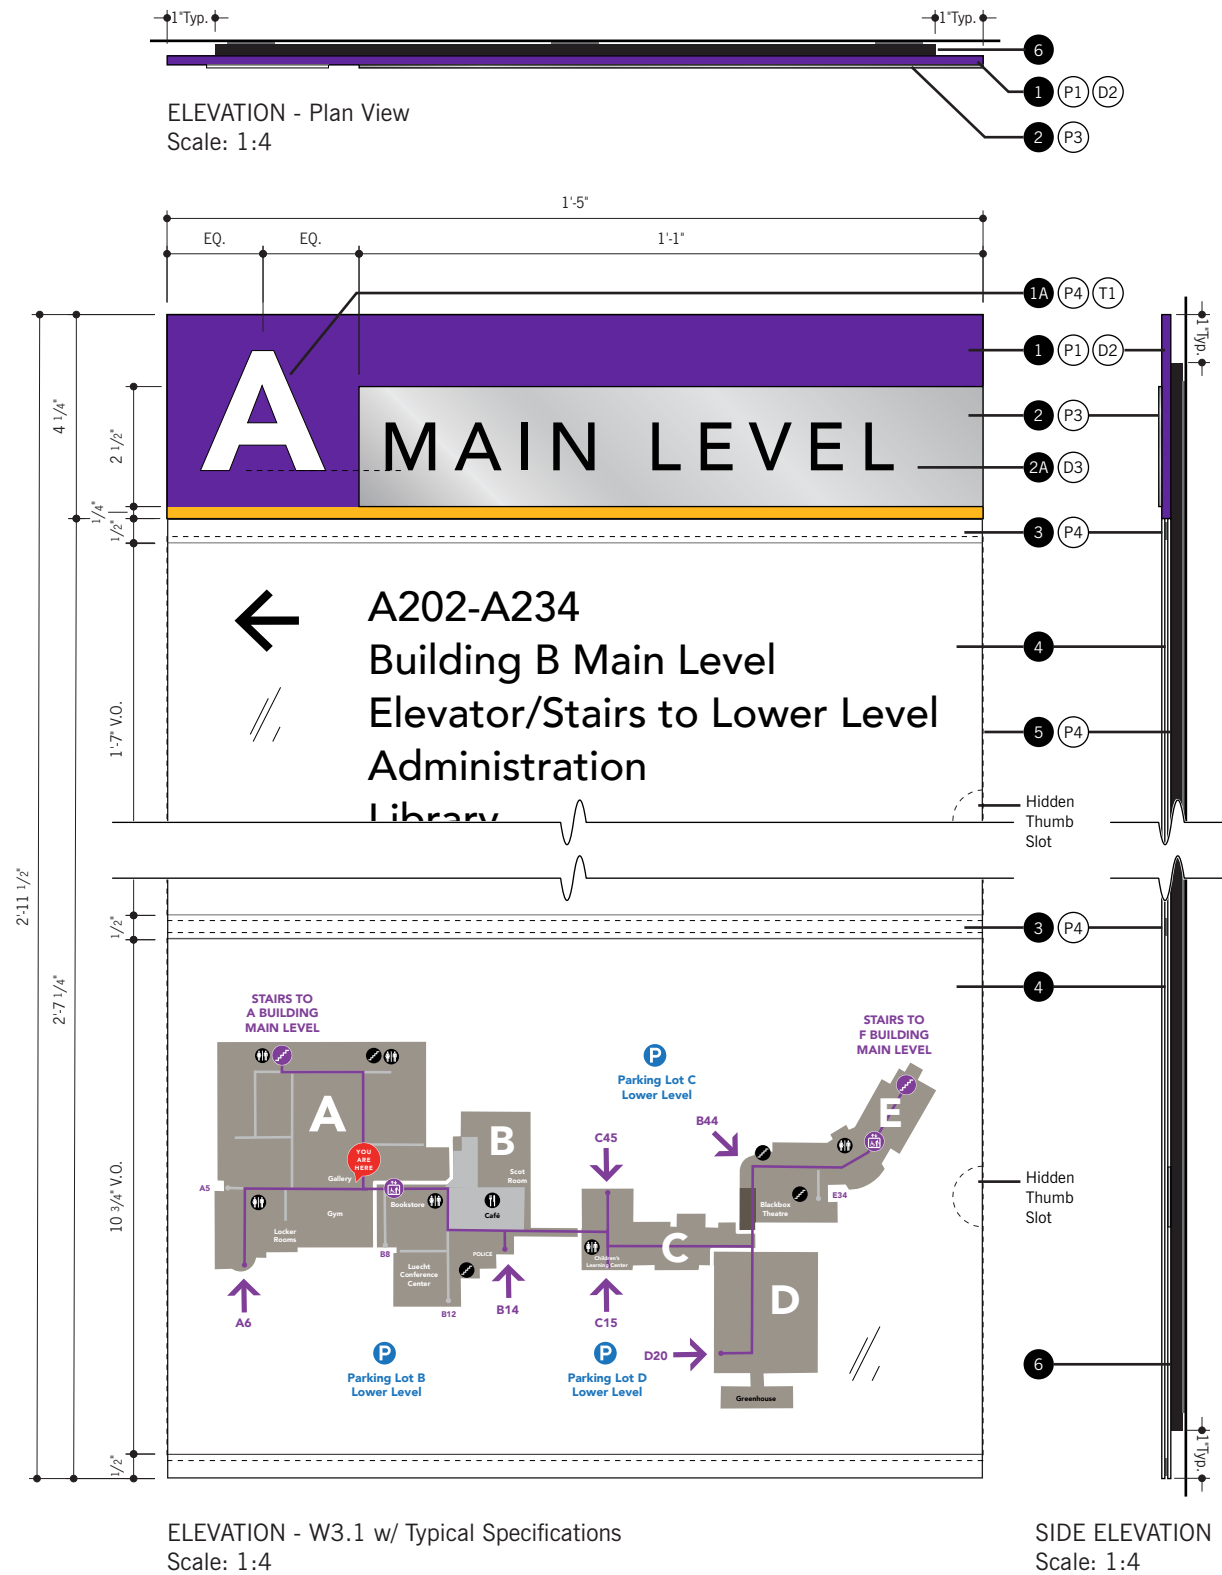 1"Typ.
1"Typ.
6
1 P1 D2
2 P3
ELEVATION - Plan View
Scale: 1:4
1'-5"
EQ.
EQ.
1'-1"
1A P4 T1
1 P1 D2
2 P3
2A D3
3 P4
4
5 P4
Hidden
Thumb
Slot
1"Typ.
4 1/4"
2 1/2"
1/4"
1/2"
A
MAIN LEVEL
A202-A234
Building B Main Level
Elevator/Stairs to Lower Level
Administration
Library
1'-7" V.O.
2'-11 1/2"
2'-7 1/4"
1/2"
10 3/4" V.O.
1/2"
3 P4
4
Hidden
Thumb
Slot
6
1"Typ.
STAIRS TO
A BUILDING
MAIN LEVEL
STAIRS TO
F BUILDING
MAIN LEVEL
P
Parking Lot C
Lower Level
A
B
Scot
Room
C45
B44
E
YOU
ARE
HERE
Gallery
A5
Gym
Locker
Rooms
Bookstore
Café
B8
Luecht
Conference
Center
POLICE
B12
B14
A6
Children's
Learning Center
C
C15
Blackbox
Theatre
E34
D
D20
Greenhouse
P
Parking Lot B
Lower Level
P
Parking Lot D
Lower Level
ELEVATION - W3.1 w/ Typical Specifications
Scale: 1:4
SIDE ELEVATION
Scale: 1:4